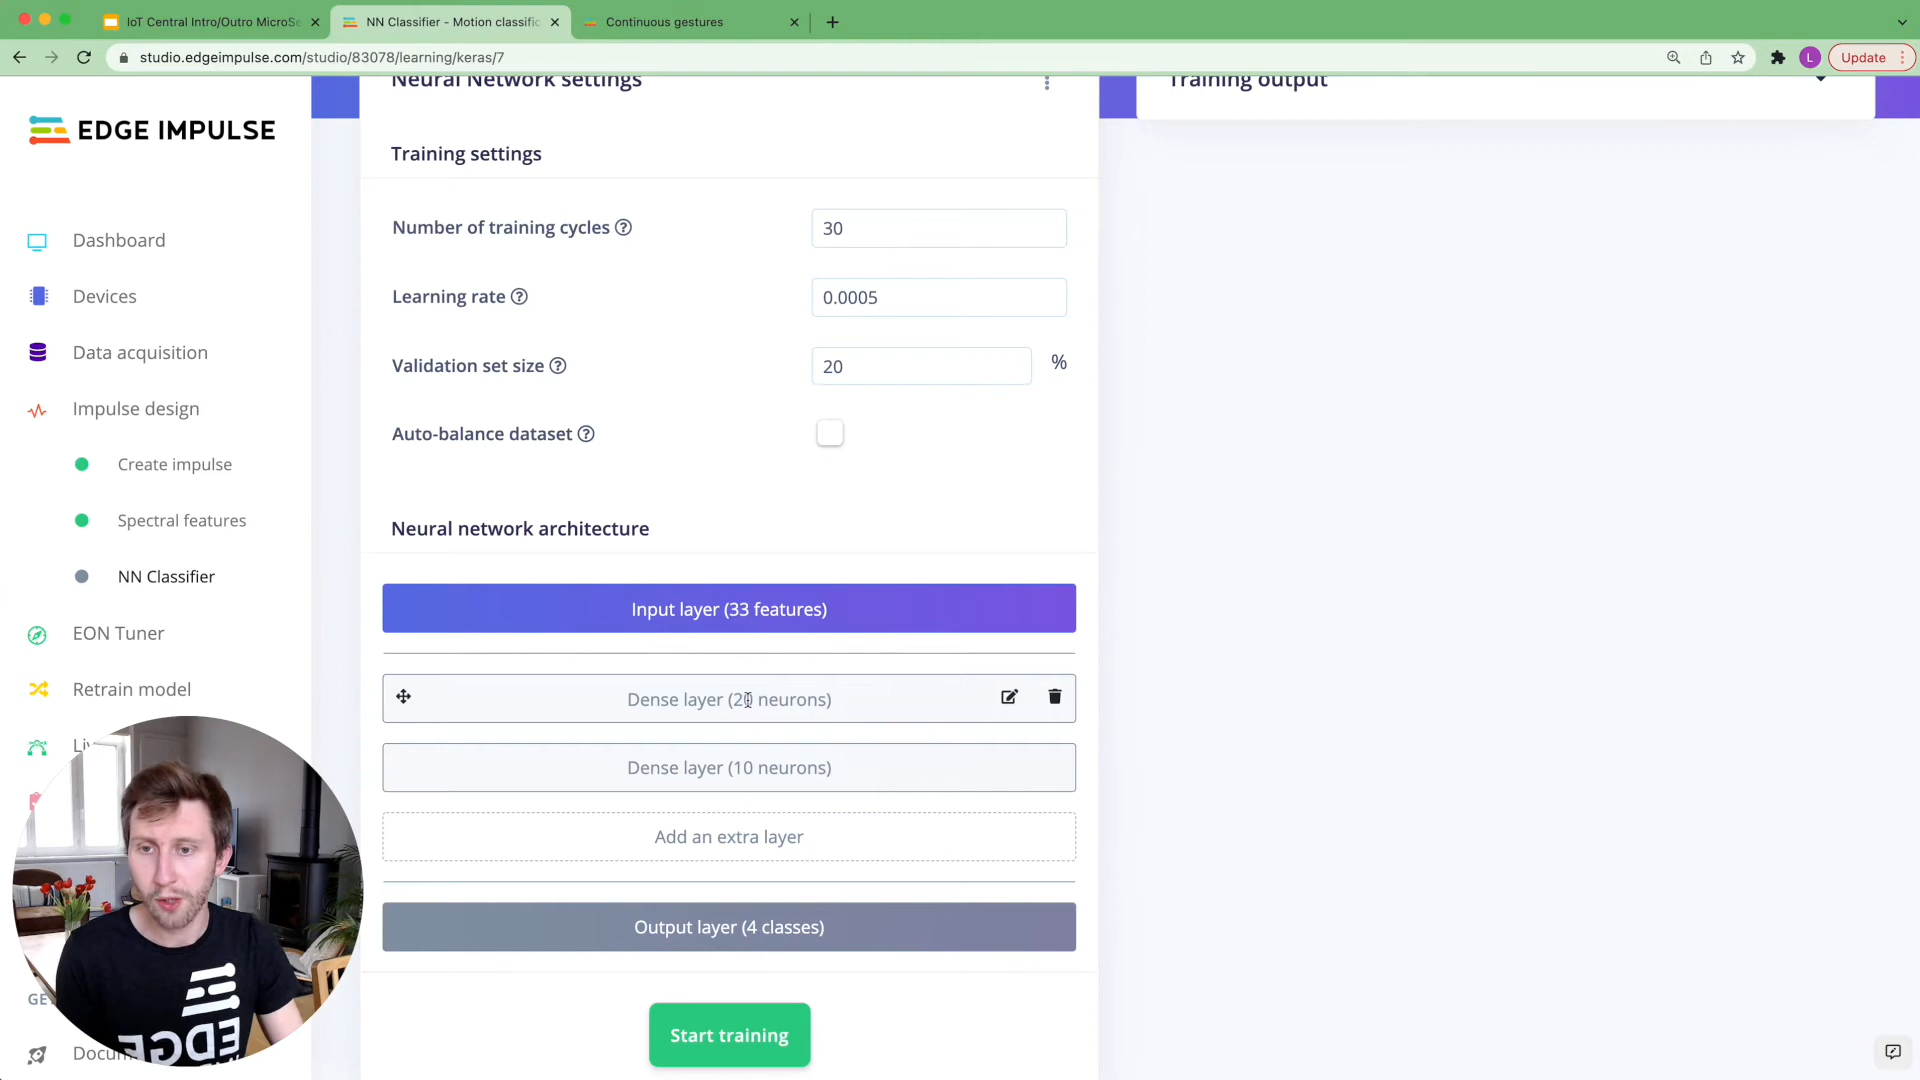 IoT Central Intro/Outro MicroSe
NN Classifier - Motion classific
Continuous gestures
studio.edgeimpulse.com/studio/83078/learning/keras/7
L
Update
EDGE IMPULSE
Dashboard
Devices
Data acquisition
Impulse design
Create impulse
Spectral features
NN Classifier
EON Tuner
Retrain model
Li
GE
Docum
EDGE
Neural Network settings
Training settings
Number of training cycles
30
Learning rate
0.0005
Validation set size
20
%
Auto-balance dataset
Neural network architecture
Input layer (33 features)
Dense layer (20 neurons)
Dense layer (10 neurons)
Add an extra layer
Output layer (4 classes)
Start training
Training output